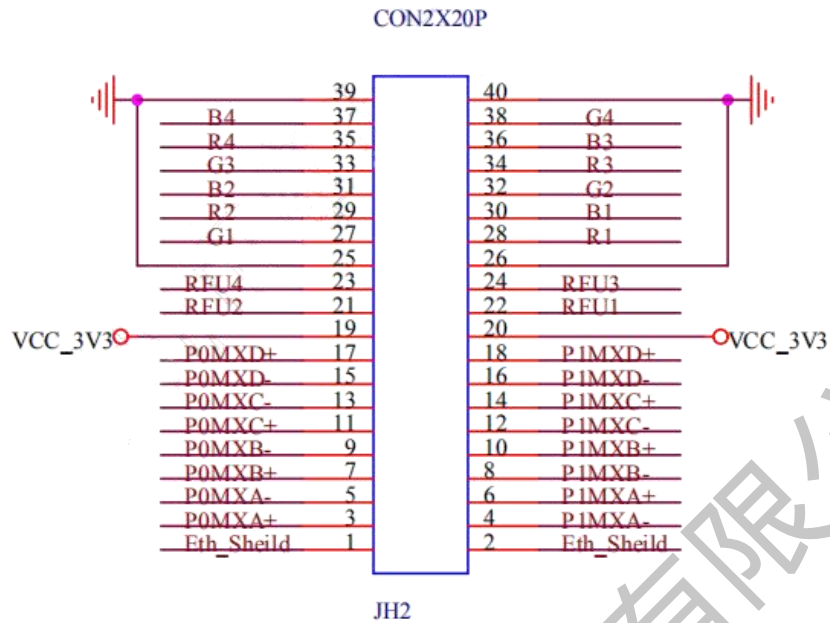 CON2X20P
39 40
B4 37 38 G4
R4 35 36 B3
G3 33 34 R3
B2 31 32 G2
R2 29 30 B1
G1 27 28 R1
25 26
RFU4 23 24 RFU3
RFU2 21 22 RFU1
VCC_3V3 19 20 VCC_3V3
P0MXD+ 17 18 P1MXD+
P0MXD- 15 16 P1MXD-
P0MXC- 13 14 P1MXC+
P0MXC+ 11 12 P1MXC-
P0MXB- 9 10 P1MXB+
P0MXB+ 7 8 P1MXB-
P0MXA- 5 6 P1MXA+
P0MXA+ 3 4 P1MXA-
Eth_Sheild 1 2 Eth_Sheild
JH2
有限公